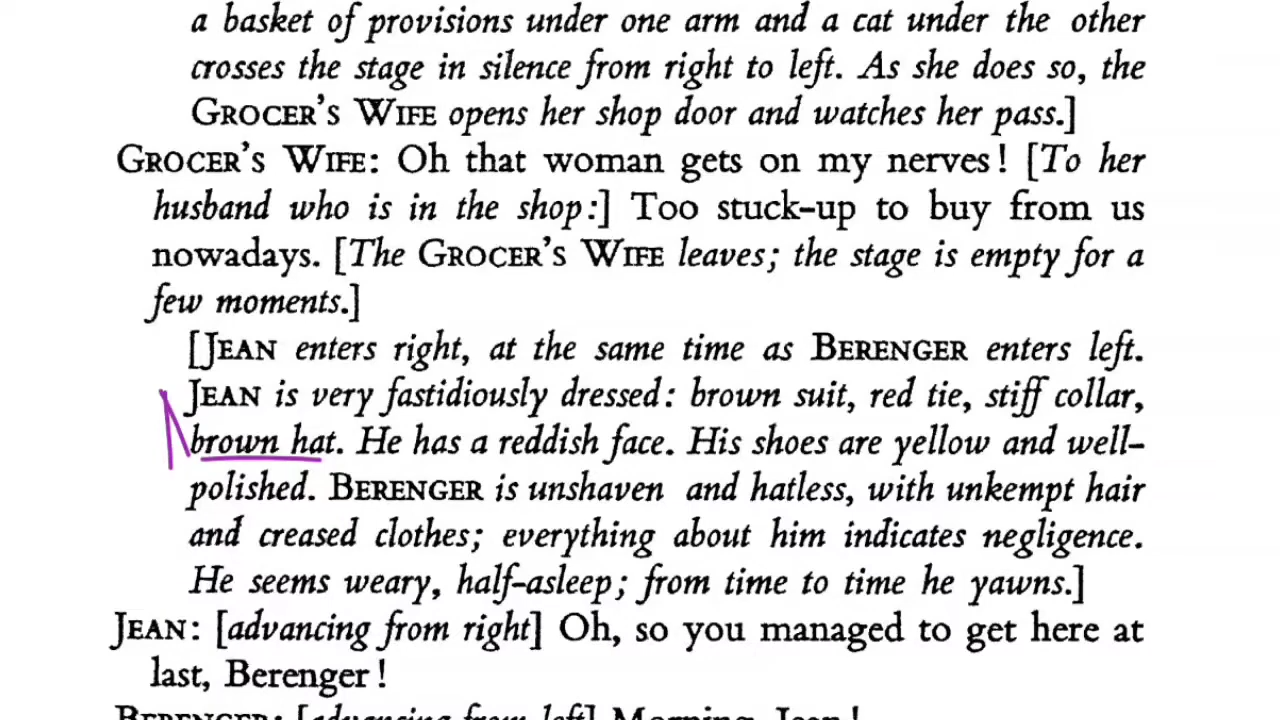 a basket of provisions under one arm and a cat under the other
crosses the stage in silence from right to left. As she does so, the
GROCER'S WIFE opens her shop door and watches her pass.]
GROCER'S WIFE: Oh that woman gets on my nerves! [To her
husband who is in the shop:] Too stuck-up to buy from us
nowadays. [The GROCER'S WIFE leaves; the stage is empty for a
few moments.]
[JEAN enters right, at the same time as BERENGER enters left.
JEAN is very fastidiously dressed: brown suit, red tie, stiff collar,
brown hat. He has a reddish face. His shoes are yellow and well-
polished. BERENGER is unshaven and hatless, with unkempt hair
and creased clothes; everything about him indicates negligence.
He seems weary, half-asleep; from time to time he yawns.]
JEAN: [advancing from right] Oh, so you managed to get here at
last, Berenger!
BERENGER: [advancing from left] Morning, Jean!